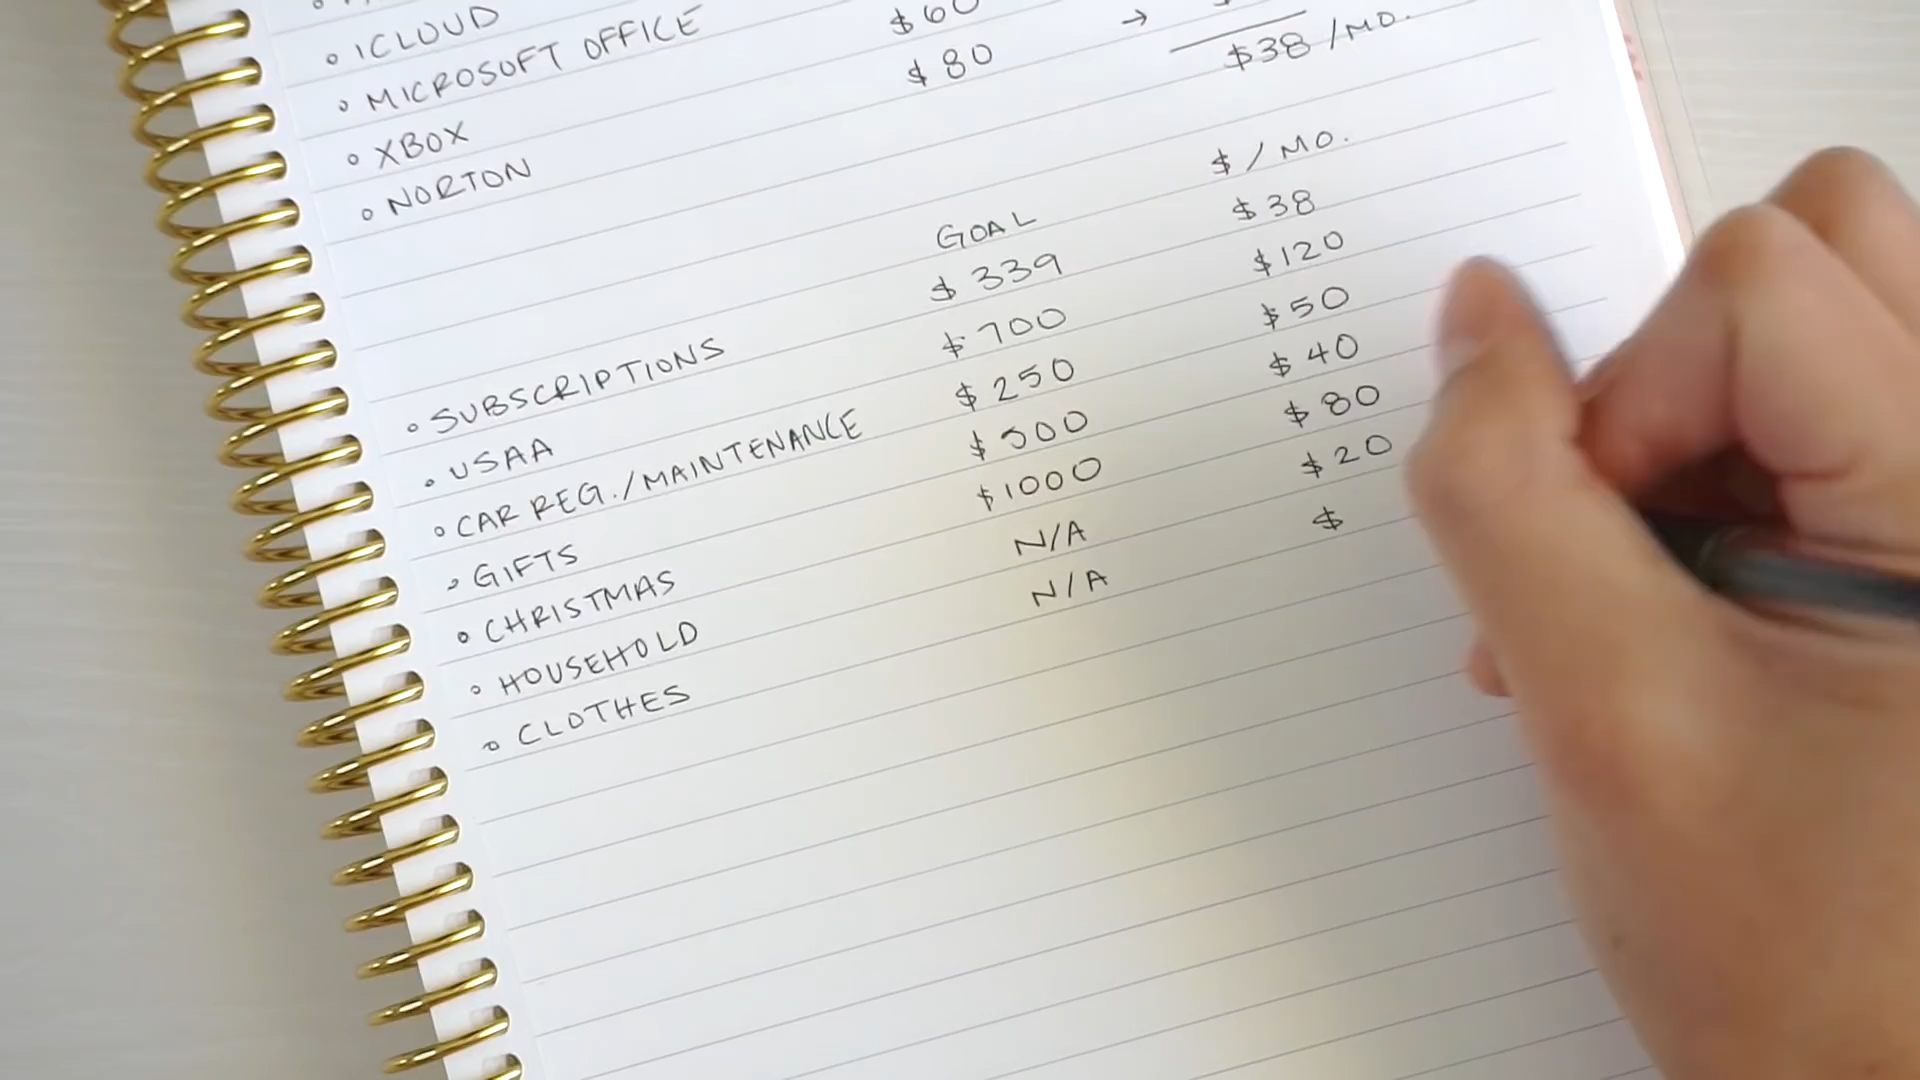 ◦ ICLOUD
◦ MICROSOFT OFFICE
◦ XBOX $60
◦ NORTON $80 →
$38 /MO.
GOAL $ / MO.
◦ SUBSCRIPTIONS $339 $38
◦ USAA $700 $120
◦ CAR REG./MAINTENANCE $250 $50
◦ GIFTS $500 $40
◦ CHRISTMAS $1000 $80
◦ HOUSEHOLD N/A $20
◦ CLOTHES N/A $